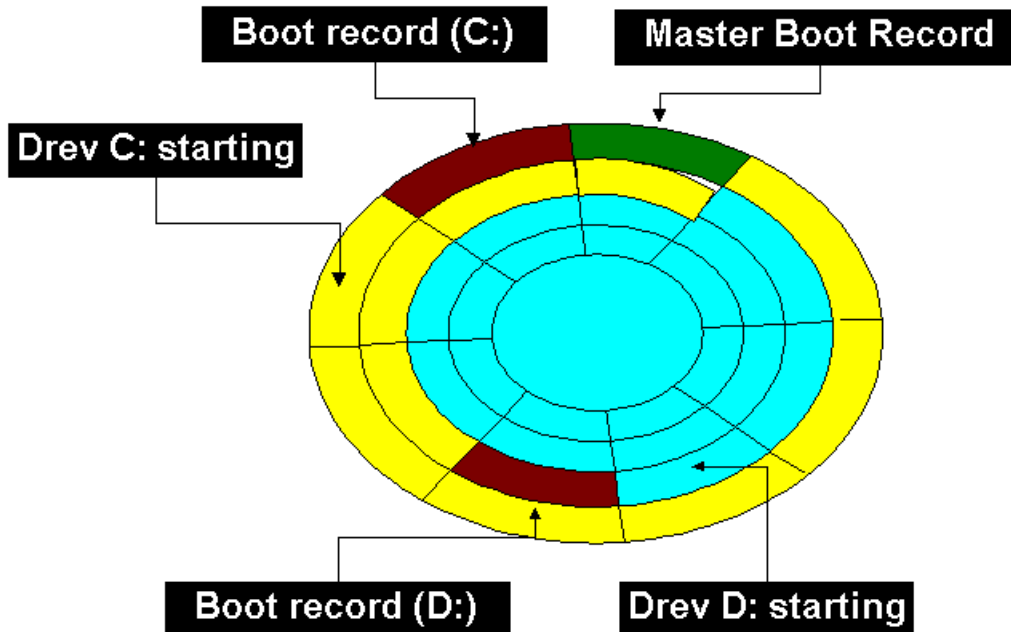 Boot record (C:)
Master Boot Record
Drev C: starting
Boot record (D:)
Drev D: starting